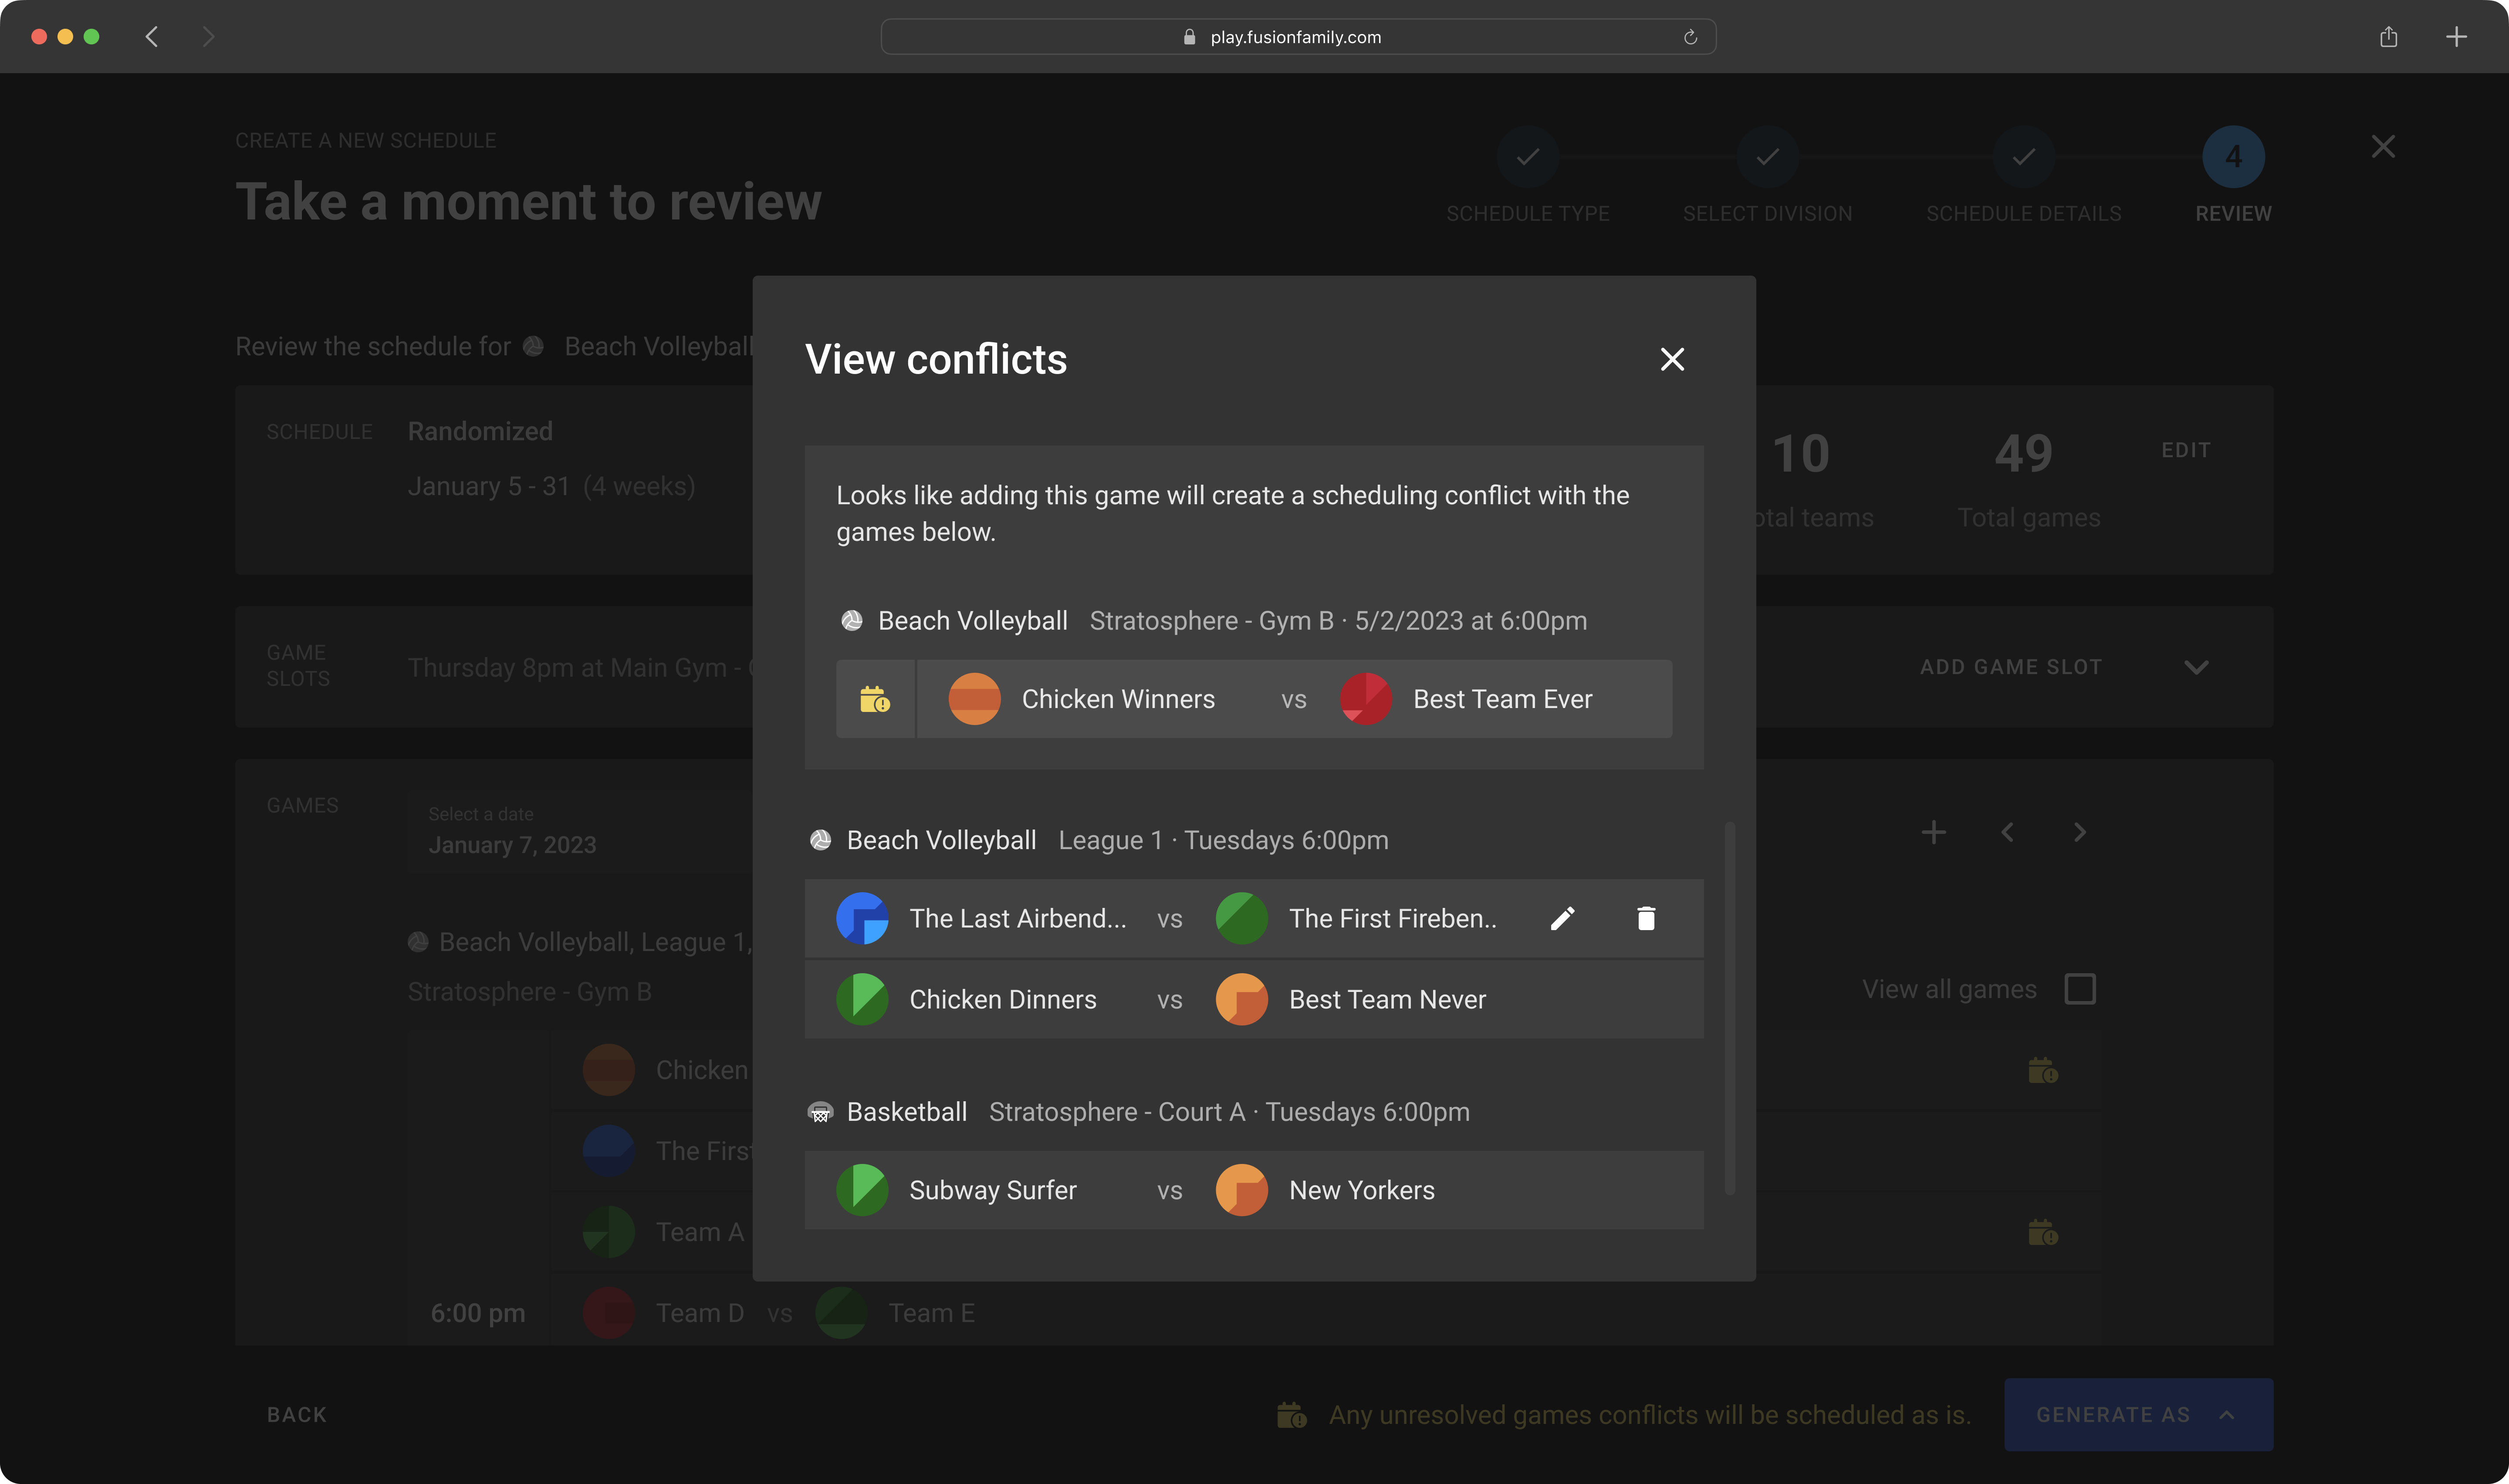 play.fusionfamily.com
CREATE A NEW SCHEDULE
Take a moment to review
4
SCHEDULE TYPE
SELECT DIVISION
SCHEDULE DETAILS
REVIEW
Review the schedule for Beach Volleyball
SCHEDULE
Randomized
January 5 - 31 (4 weeks)
10
otal teams
49
Total games
EDIT
GAME
SLOTS
Thursday 8pm at Main Gym -
ADD GAME SLOT
GAMES
Select a date
January 7, 2023
Beach Volleyball, League 1,
Stratosphere - Gym B
View all games
Chicken
The First
Team A
6:00 pm
Team D vs Team E
View conflicts
Looks like adding this game will create a scheduling conflict with the
games below.
Beach Volleyball Stratosphere - Gym B · 5/2/2023 at 6:00pm
Chicken Winners vs Best Team Ever
Beach Volleyball League 1 · Tuesdays 6:00pm
The Last Airbend... vs The First Fireben..
Chicken Dinners vs Best Team Never
Basketball Stratosphere - Court A · Tuesdays 6:00pm
Subway Surfer vs New Yorkers
BACK
Any unresolved games conflicts will be scheduled as is.
GENERATE AS